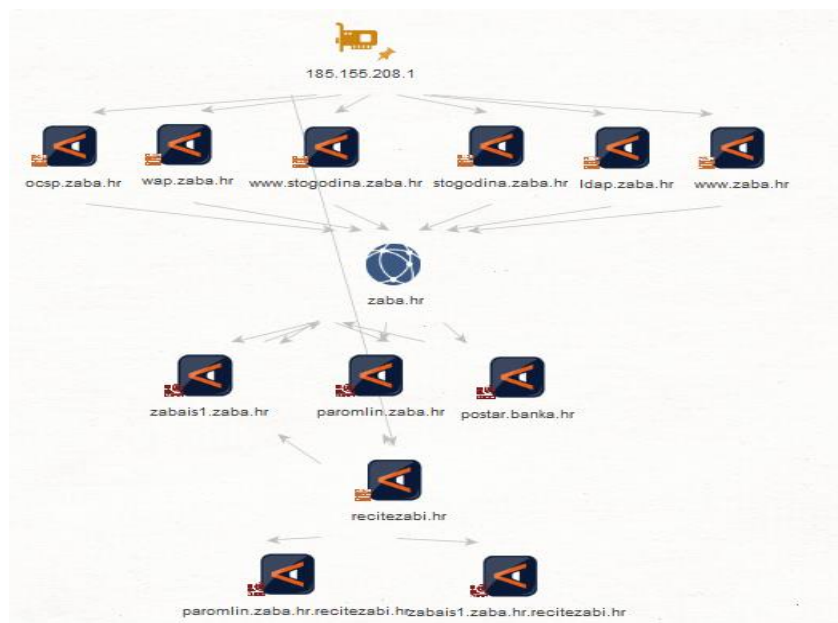 185.155.208.1
ocsp.zaba.hr
wap.zaba.hr
www.stogodina.zaba.hr
stogodina.zaba.hr
ldap.zaba.hr
www.zaba.hr
zaba.hr
zabais1.zaba.hr
paromlin.zaba.hr
postar.banka.hr
recitezabi.hr
paromlin.zaba.hr.recitezabi.hr
zabais1.zaba.hr.recitezabi.hr